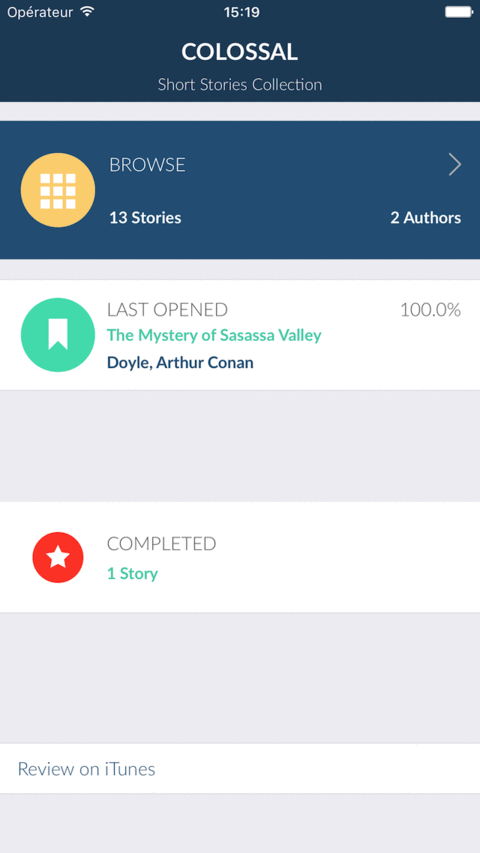 Opérateur 15:19
COLOSSAL
Short Stories Collection
BROWSE
13 Stories 2 Authors
LAST OPENED 100.0%
The Mystery of Sasassa Valley
Doyle, Arthur Conan
COMPLETED
1 Story
Review on iTunes